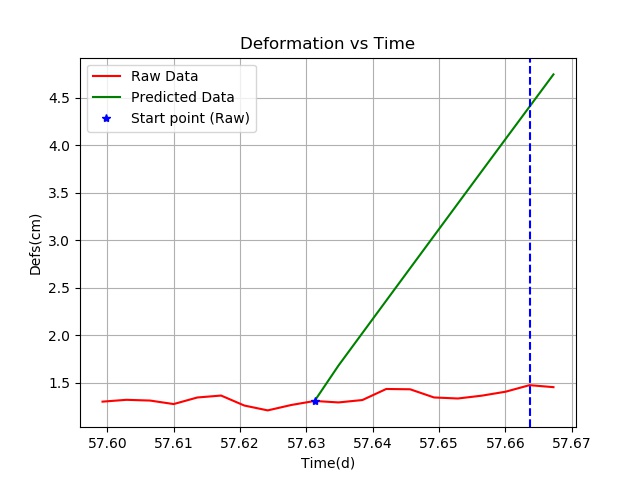 Deformation vs Time
Raw Data
Predicted Data
Start point (Raw)
4.5
4.0
3.5
3.0
2.5
2.0
1.5
Defs(cm)
57.60 57.61 57.62 57.63 57.64 57.65 57.66 57.67
Time(d)